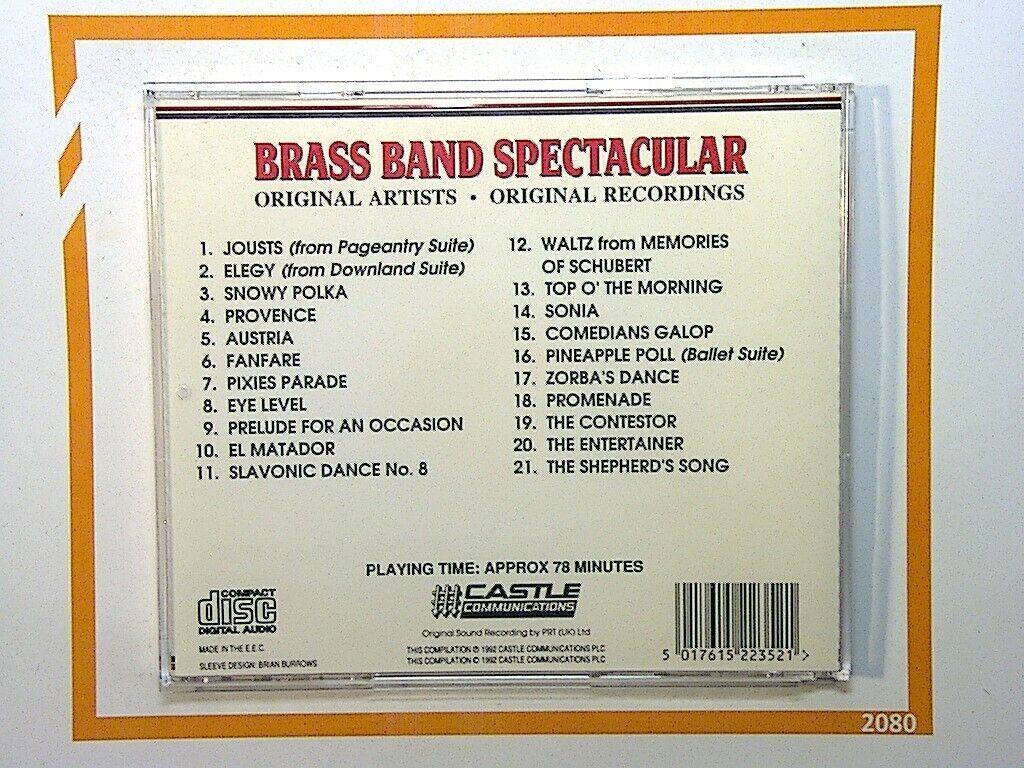 BRASS BAND SPECTACULAR
ORIGINAL ARTISTS • ORIGINAL RECORDINGS
1. JOUSTS (from Pageantry Suite)
2. ELEGY (from Downland Suite)
3. SNOWY POLKA
4. PROVENCE
5. AUSTRIA
6. FANFARE
7. PIXIES PARADE
8. EYE LEVEL
9. PRELUDE FOR AN OCCASION
10. EL MATADOR
11. SLAVONIC DANCE No. 8
12. WALTZ from MEMORIES
OF SCHUBERT
13. TOP O' THE MORNING
14. SONIA
15. COMEDIANS GALOP
16. PINEAPPLE POLL (Ballet Suite)
17. ZORBA'S DANCE
18. PROMENADE
19. THE CONTESTOR
20. THE ENTERTAINER
21. THE SHEPHERD'S SONG
PLAYING TIME: APPROX 78 MINUTES
COMPACT
disc
DIGITAL AUDIO
CASTLE
COMMUNICATIONS
Original Sound Recording by PRT (UK) Ltd
MADE IN THE E.E.C.
SLEEVE DESIGN: BRIAN BURROWS
THIS COMPILATION ℗ 1992 CASTLE COMMUNICATIONS PLC
THIS COMPILATION © 1992 CASTLE COMMUNICATIONS PLC
5 017615 223521 >
2080